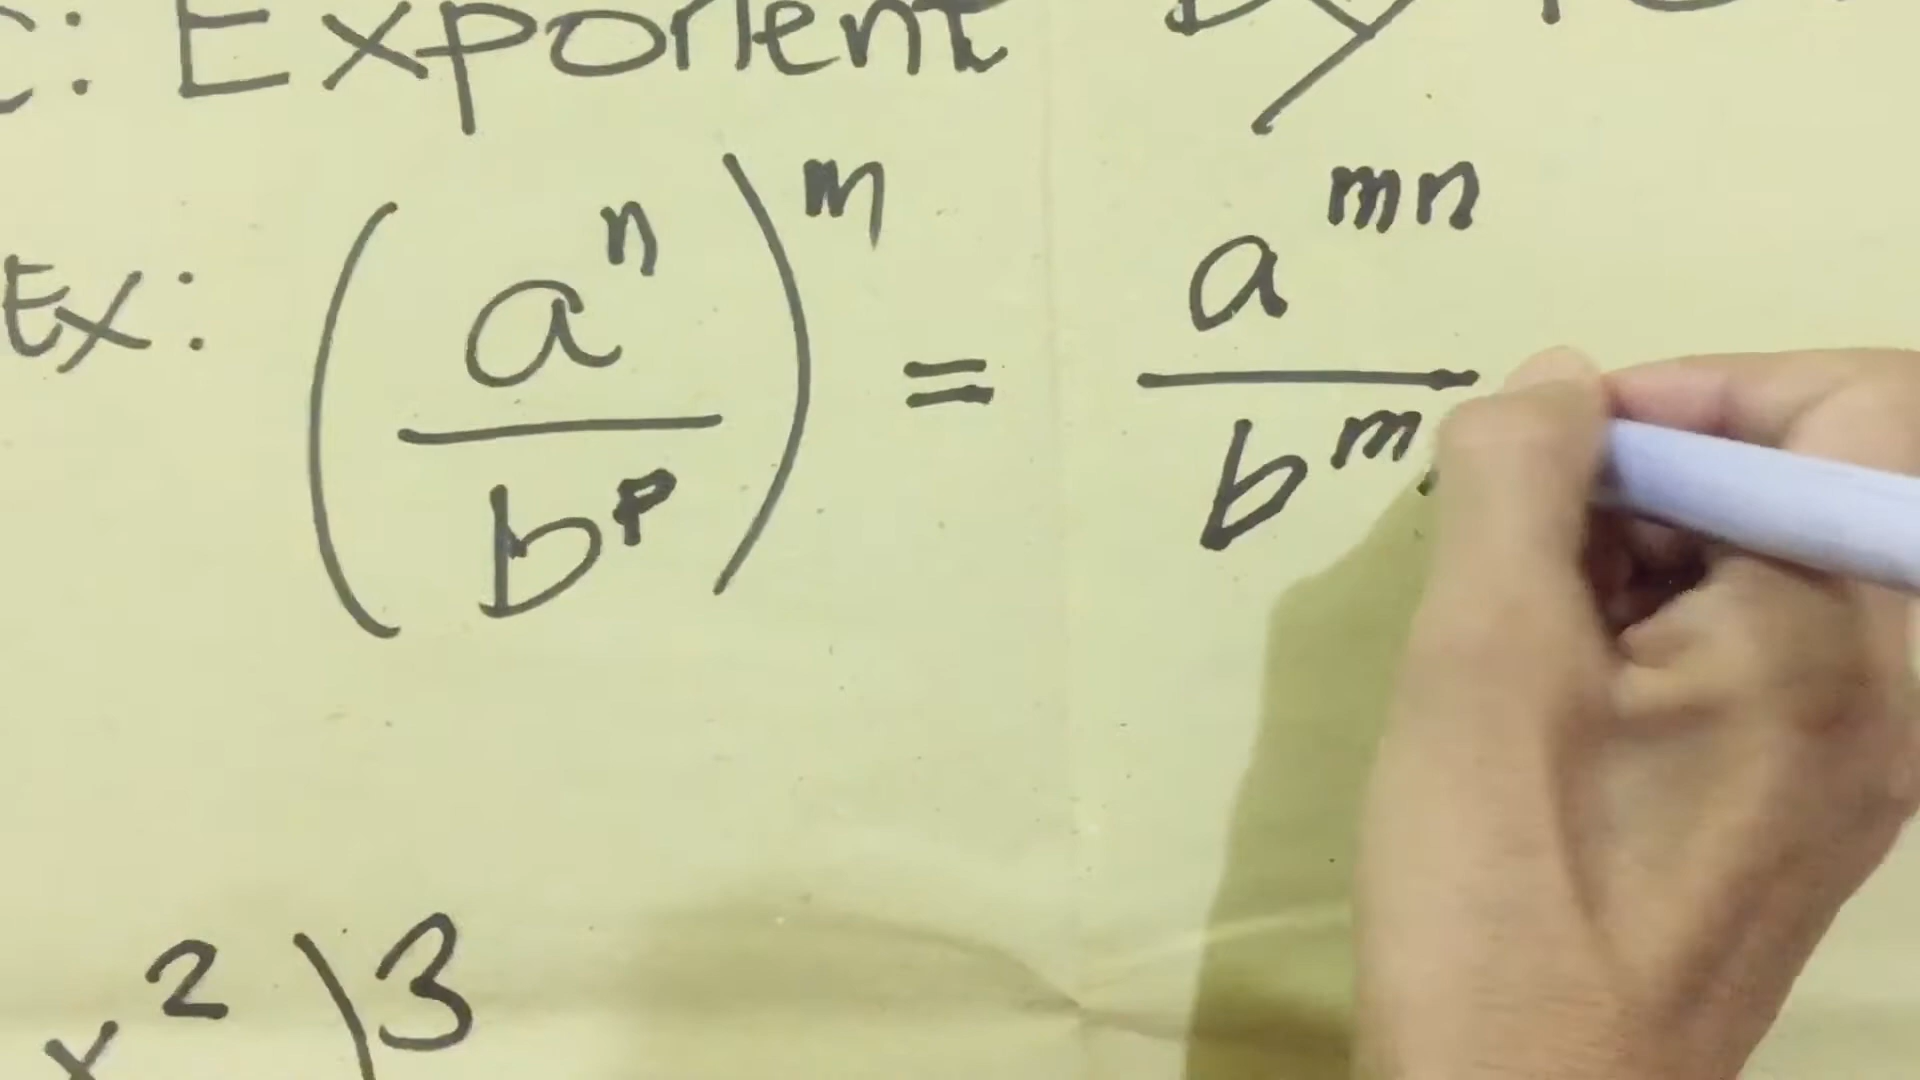 : Exponent
Ex: (a^n / b^p)^m = a^mn / b^m
x^2 )^3